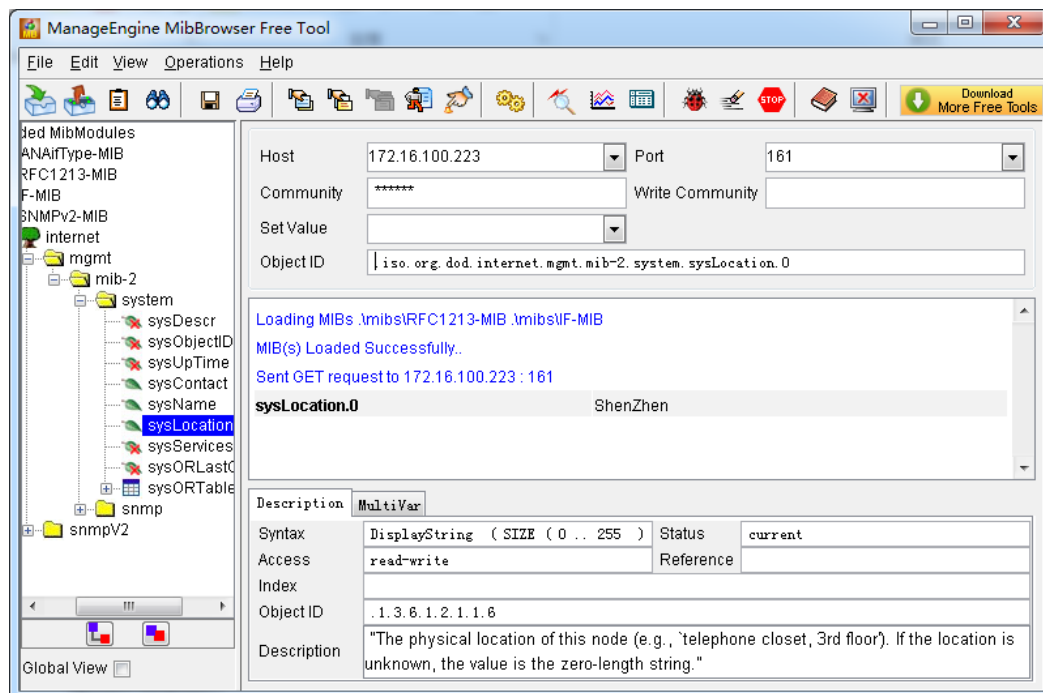 ManageEngine MibBrowser Free Tool
File Edit View Operations Help
STOP
Download
More Free Tools
ded MibModules
ANAifType-MIB
RFC1213-MIB
F-MIB
SNMPv2-MIB
internet
mgmt
mib-2
system
sysDescr
sysObjectID
sysUpTime
sysContact
sysName
sysLocation
sysServices
sysORLastC
sysORTable
snmp
snmpV2
Global View
Host 172.16.100.223 Port 161
Community ****** Write Community
Set Value
Object ID .iso.org.dod.internet.mgmt.mib-2.system.sysLocation.0
Loading MIBs .\mibs\RFC1213-MIB .\mibs\IF-MIB
MIB(s) Loaded Successfully..
Sent GET request to 172.16.100.223 : 161
sysLocation.0 ShenZhen
Description MultiVar
Syntax DisplayString ( SIZE ( 0 .. 255 ) Status current
Access read-write Reference
Index
Object ID .1.3.6.1.2.1.1.6
Description "The physical location of this node (e.g., `telephone closet, 3rd floor'). If the location is
unknown, the value is the zero-length string."